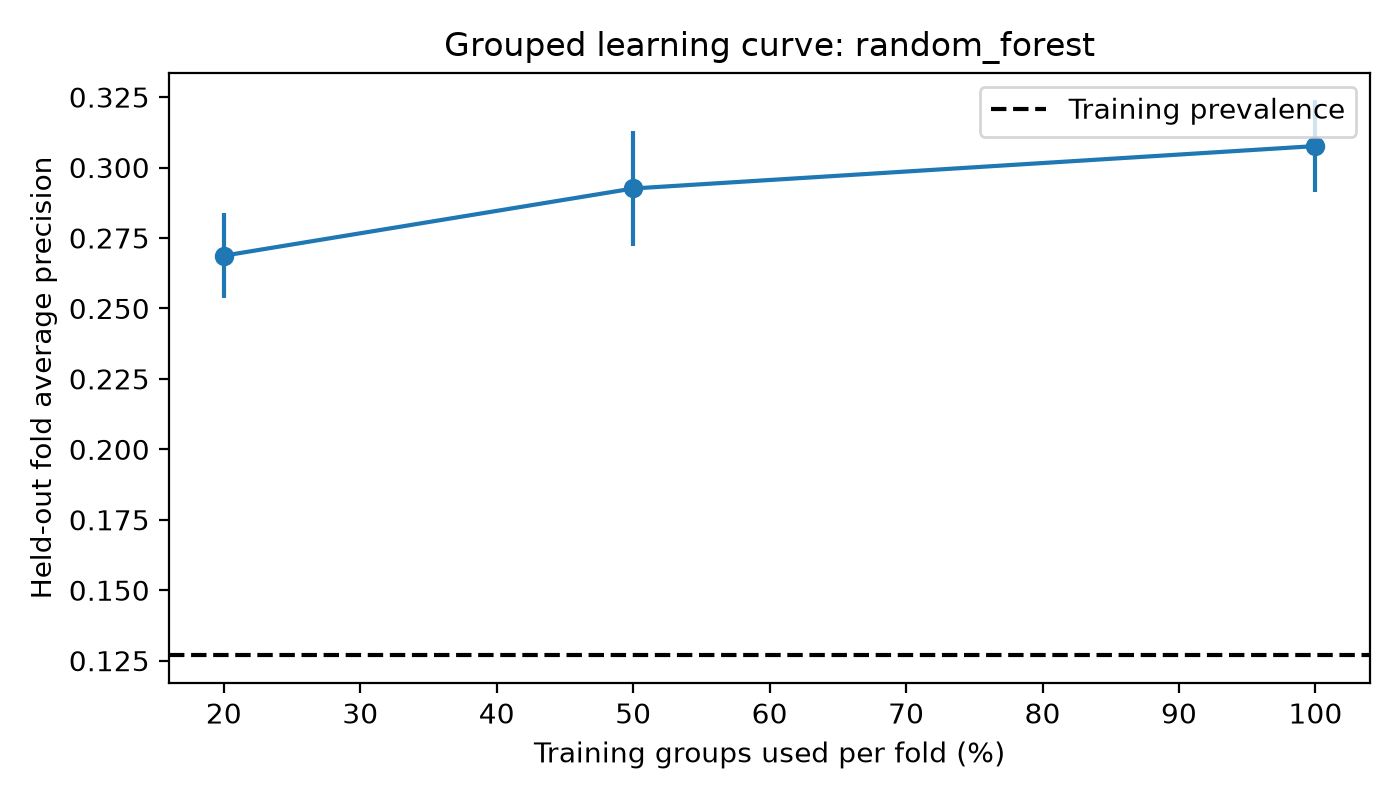 Grouped learning curve: random_forest
Training prevalence
Held-out fold average precision
0.325
0.300
0.275
0.250
0.225
0.200
0.175
0.150
0.125
20 30 40 50 60 70 80 90 100
Training groups used per fold (%)